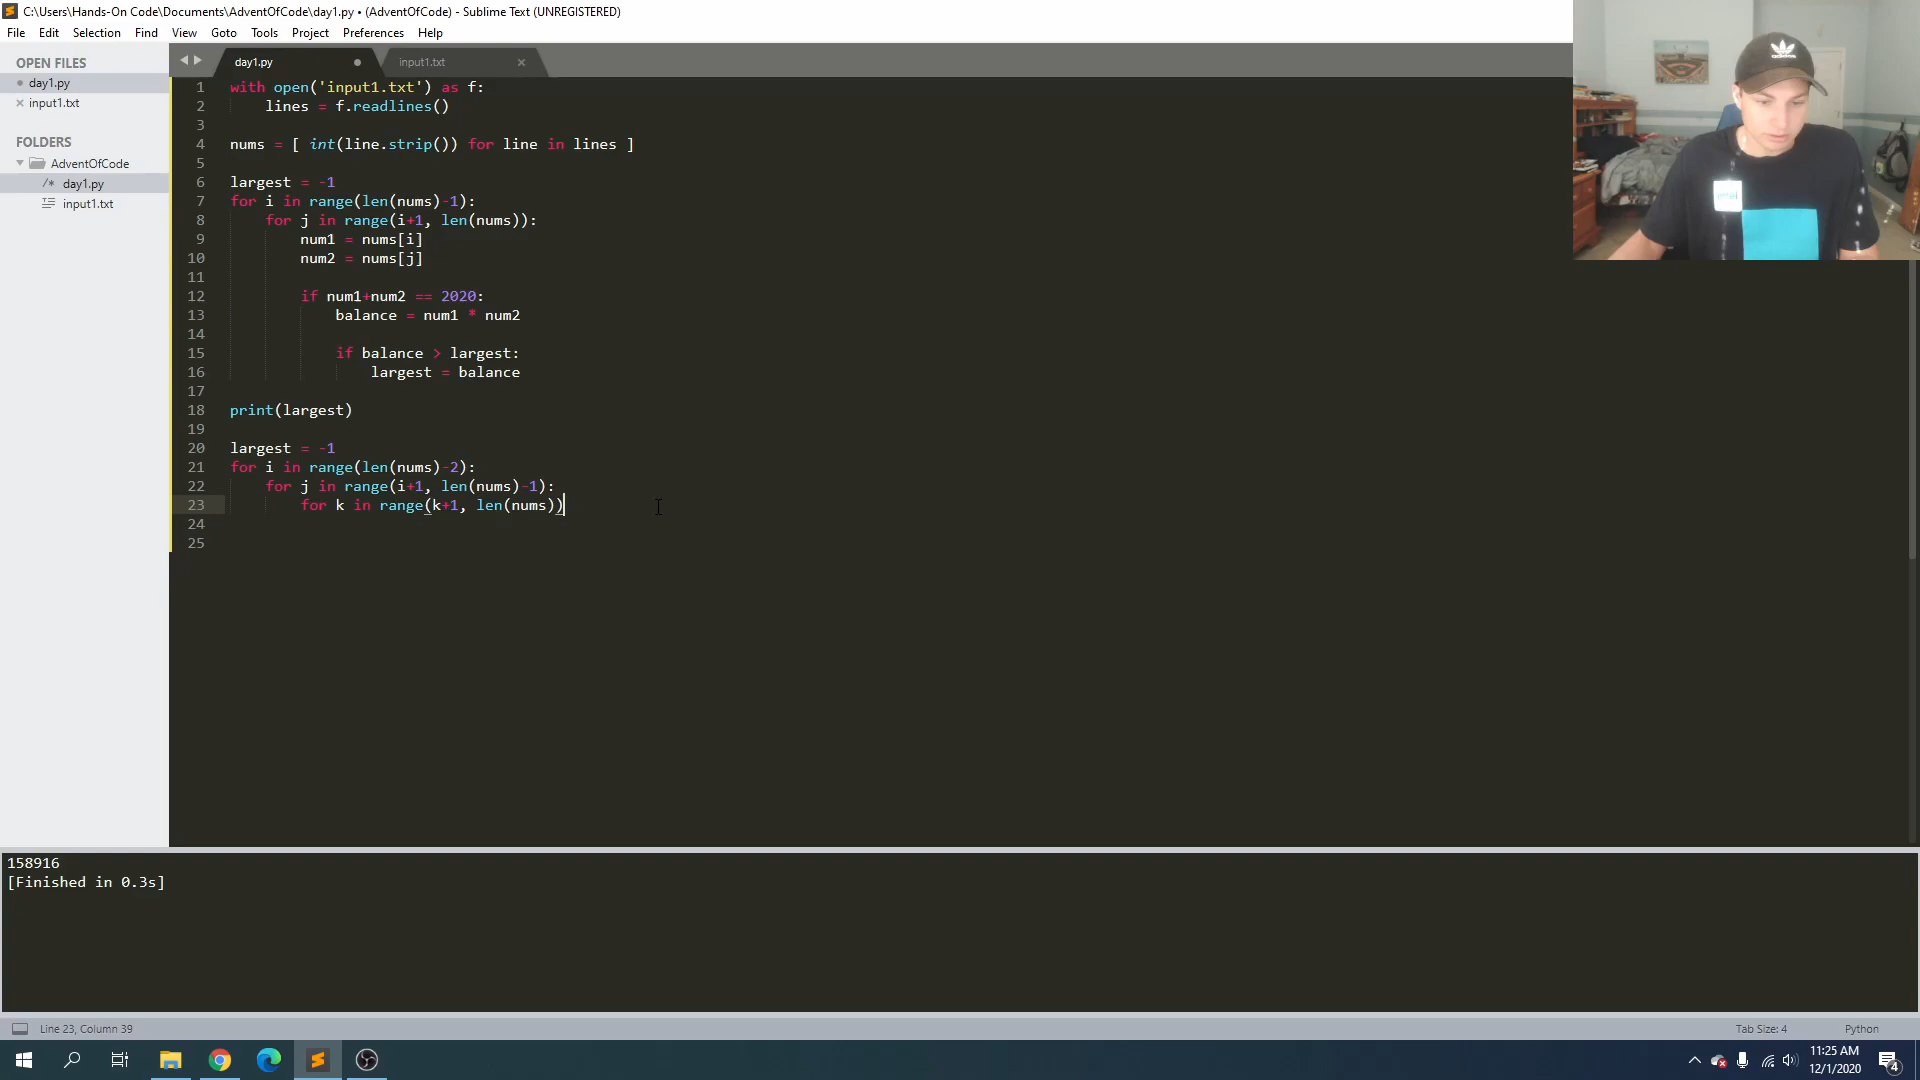 C:\Users\Hands-On Code\Documents\AdventOfCode\day1.py • (AdventOfCode) - Sublime Text (UNREGISTERED)
File Edit Selection Find View Goto Tools Project Preferences Help
OPEN FILES
day1.py
input1.txt
FOLDERS
AdventOfCode
day1.py
input1.txt
day1.py input1.txt
1 with open('input1.txt') as f:
2 lines = f.readlines()
3
4 nums = [ int(line.strip()) for line in lines ]
5
6 largest = -1
7 for i in range(len(nums)-1):
8 for j in range(i+1, len(nums)):
9 num1 = nums[i]
10 num2 = nums[j]
11
12 if num1+num2 == 2020:
13 balance = num1 * num2
14
15 if balance > largest:
16 largest = balance
17
18 print(largest)
19
20 largest = -1
21 for i in range(len(nums)-2):
22 for j in range(i+1, len(nums)-1):
23 for k in range(k+1, len(nums))
24
25
158916
[Finished in 0.3s]
Line 23, Column 39
Tab Size: 4 Python
11:25 AM
12/1/2020
4